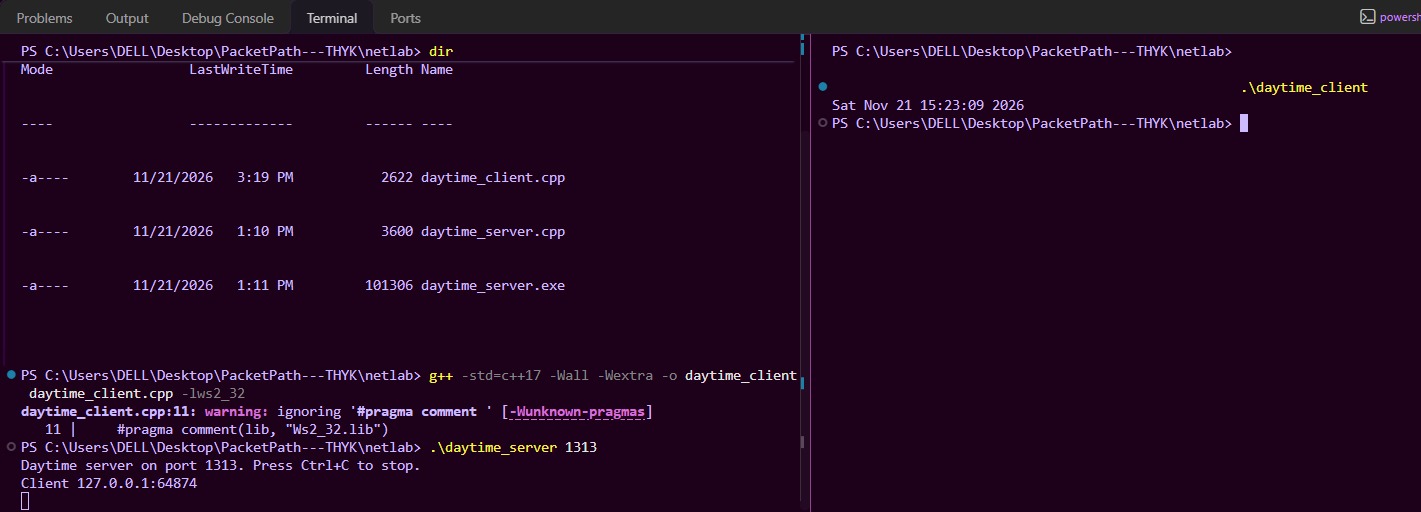 Problems Output Debug Console Terminal Ports
PS C:\Users\DELL\Desktop\PacketPath---THYK\netlab> dir
Mode LastWriteTime Length Name
---- ------------- ------ ----
-a---- 11/21/2026 3:19 PM 2622 daytime_client.cpp
-a---- 11/21/2026 1:10 PM 3600 daytime_server.cpp
-a---- 11/21/2026 1:11 PM 101306 daytime_server.exe
PS C:\Users\DELL\Desktop\PacketPath---THYK\netlab> g++ -std=c++17 -Wall -Wextra -o daytime_client
daytime_client.cpp -lws2_32
daytime_client.cpp:11: warning: ignoring '#pragma comment ' [-Wunknown-pragmas]
11 | #pragma comment(lib, "Ws2_32.lib")
PS C:\Users\DELL\Desktop\PacketPath---THYK\netlab> .\daytime_server 1313
Daytime server on port 1313. Press Ctrl+C to stop.
Client 127.0.0.1:64874
powersh
PS C:\Users\DELL\Desktop\PacketPath---THYK\netlab>
.\daytime_client
Sat Nov 21 15:23:09 2026
PS C:\Users\DELL\Desktop\PacketPath---THYK\netlab>